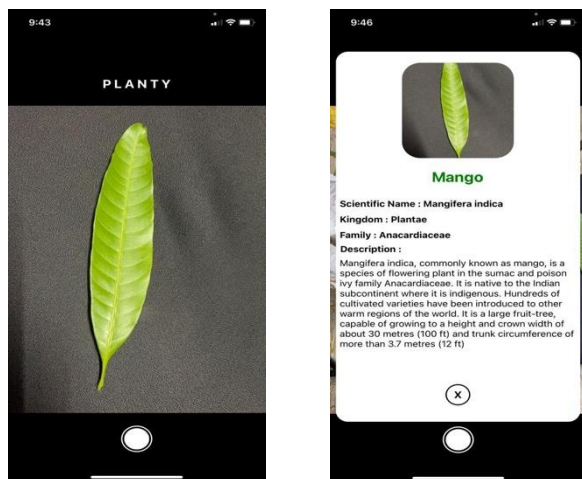 9:43
PLANTY
9:46
Mango
Scientific Name : Mangifera indica
Kingdom : Plantae
Family : Anacardiaceae
Description :
Mangifera indica, commonly known as mango, is a
species of flowering plant in the sumac and poison
ivy family Anacardiaceae. It is native to the Indian
subcontinent where it is indigenous. Hundreds of
cultivated varieties have been introduced to other
warm regions of the world. It is a large fruit-tree,
capable of growing to a height and crown width of
about 30 metres (100 ft) and trunk circumference of
more than 3.7 metres (12 ft)
X